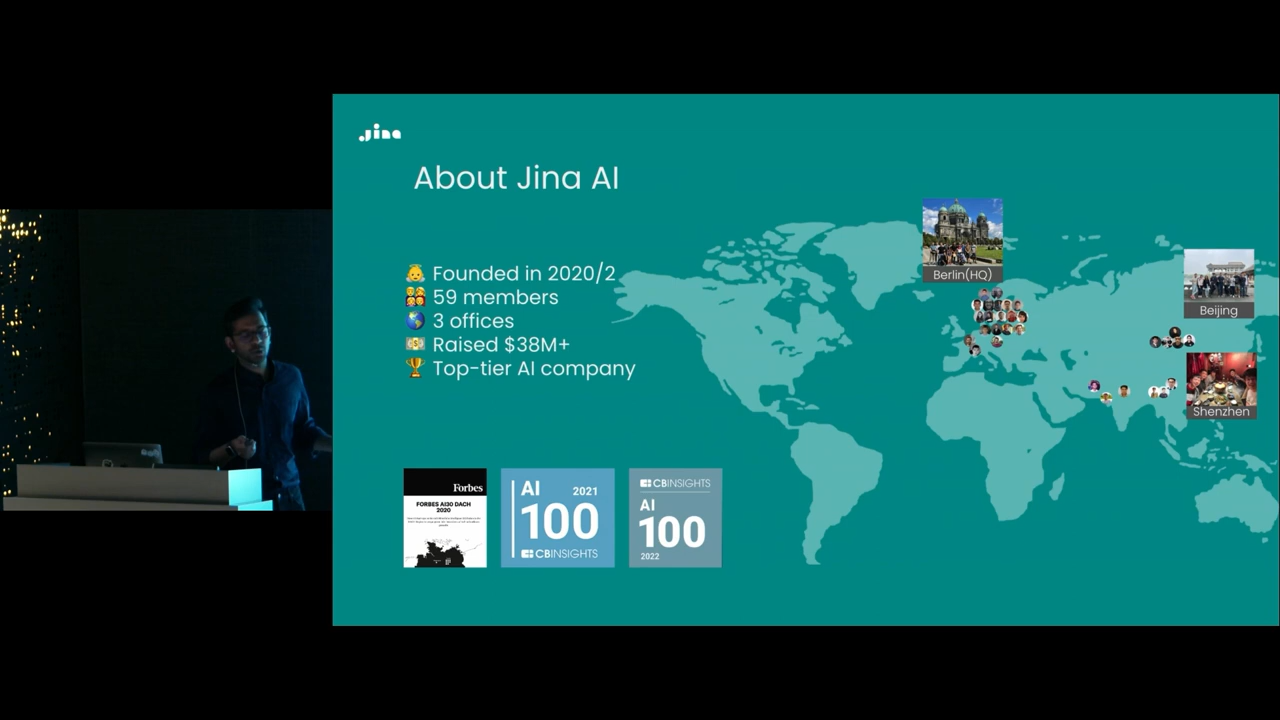 Jina
About Jina AI
Founded in 2020/2
59 members
3 offices
Raised $38M+
Top-tier AI company
Berlin(HQ)
Beijing
Shenzhen
Forbes
FORBES AI30 DACH
2020
AI 2021
100
CBINSIGHTS
CBINSIGHTS
AI
100
2022